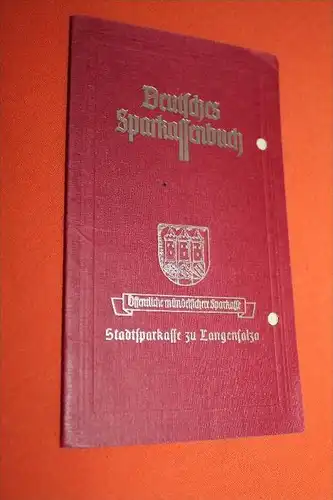 Deutsches
Sparkassenbuch
Öffentliche mündelsichere Sparkasse
Stadtsparkasse zu Langensalza